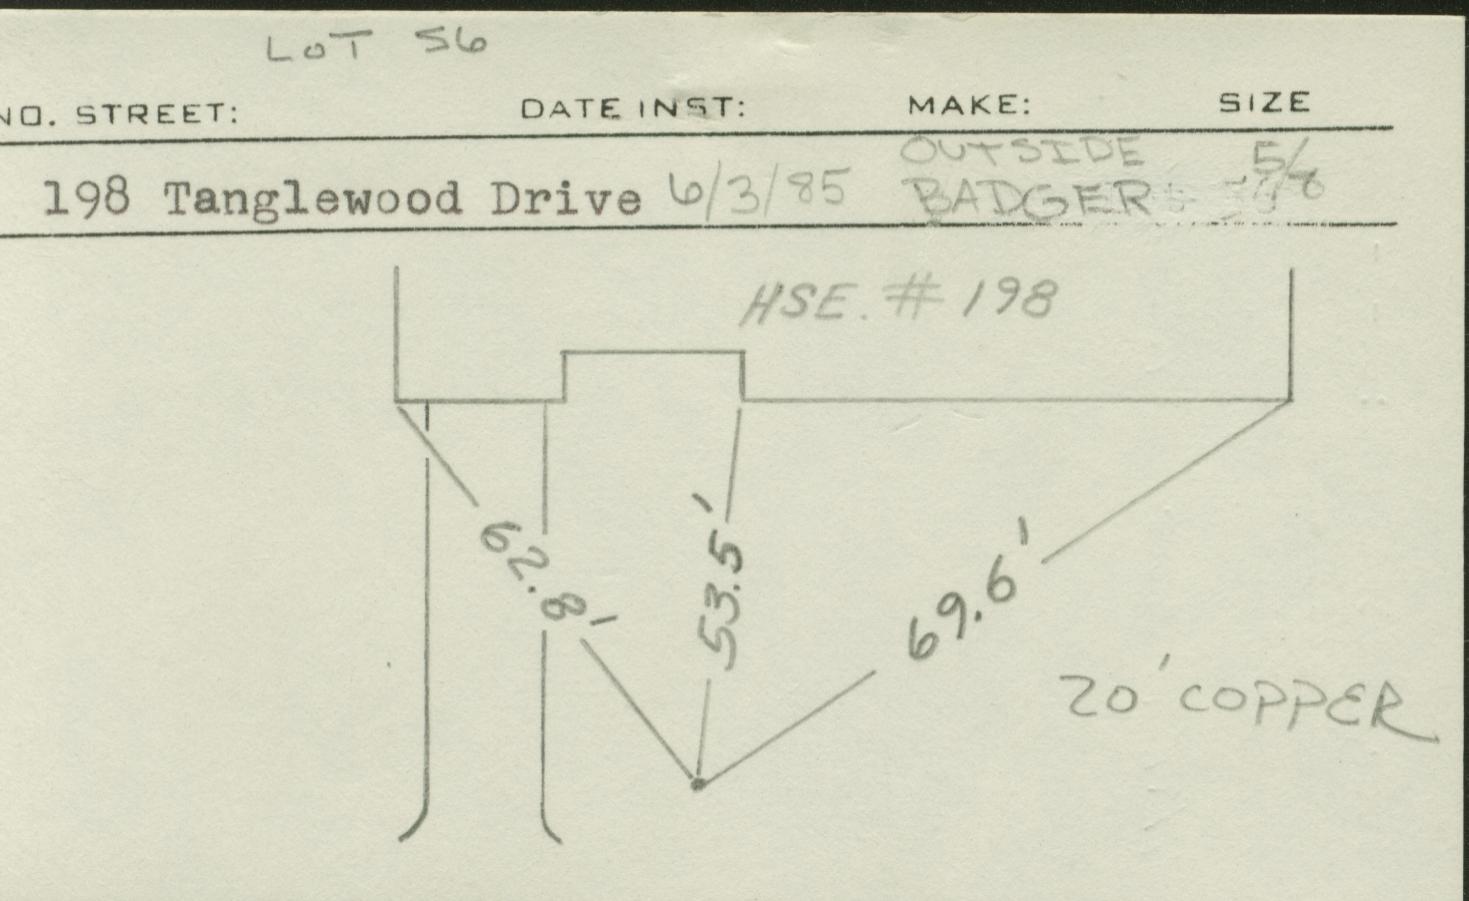 LoT 56
NO. STREET: DATE INST: MAKE: SIZE
OUTSIDE 5/8
198 Tanglewood Drive 6/3/85 BADGER
HSE. # 198
62.8' 53.5' 69.6'
20' COPPER